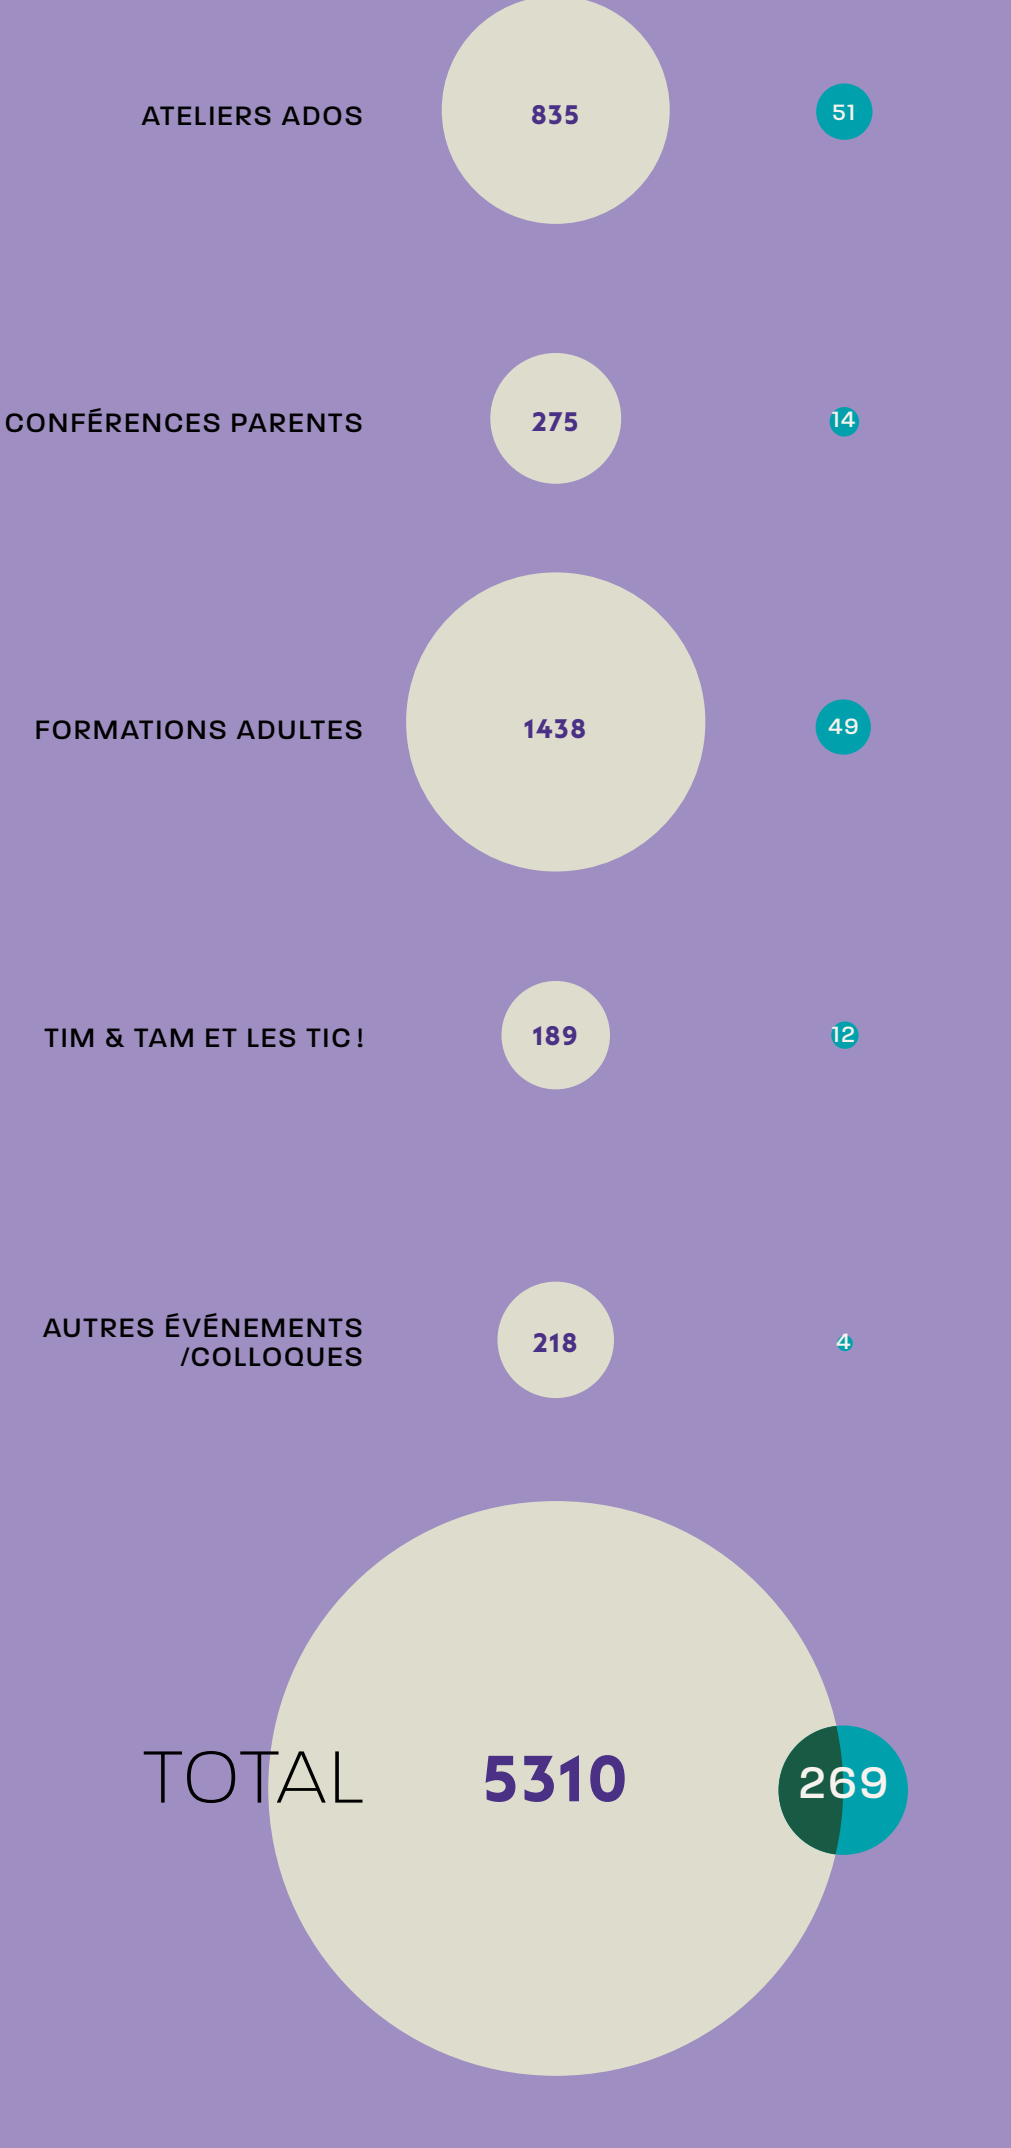 ATELIERS ADOS 835 51
CONFÉRENCES PARENTS 275 14
FORMATIONS ADULTES 1438 49
TIM & TAM ET LES TIC ! 189 12
AUTRES ÉVÉNEMENTS
/COLLOQUES 218 4
TOTAL 5310 269